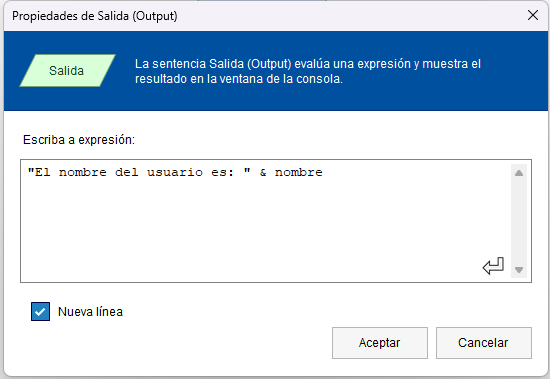 Propiedades de Salida (Output)
Salida
La sentencia Salida (Output) evalúa una expresión y muestra el
resultado en la ventana de la consola.
Escriba a expresión:
"El nombre del usuario es: " & nombre
Nueva línea
Aceptar
Cancelar